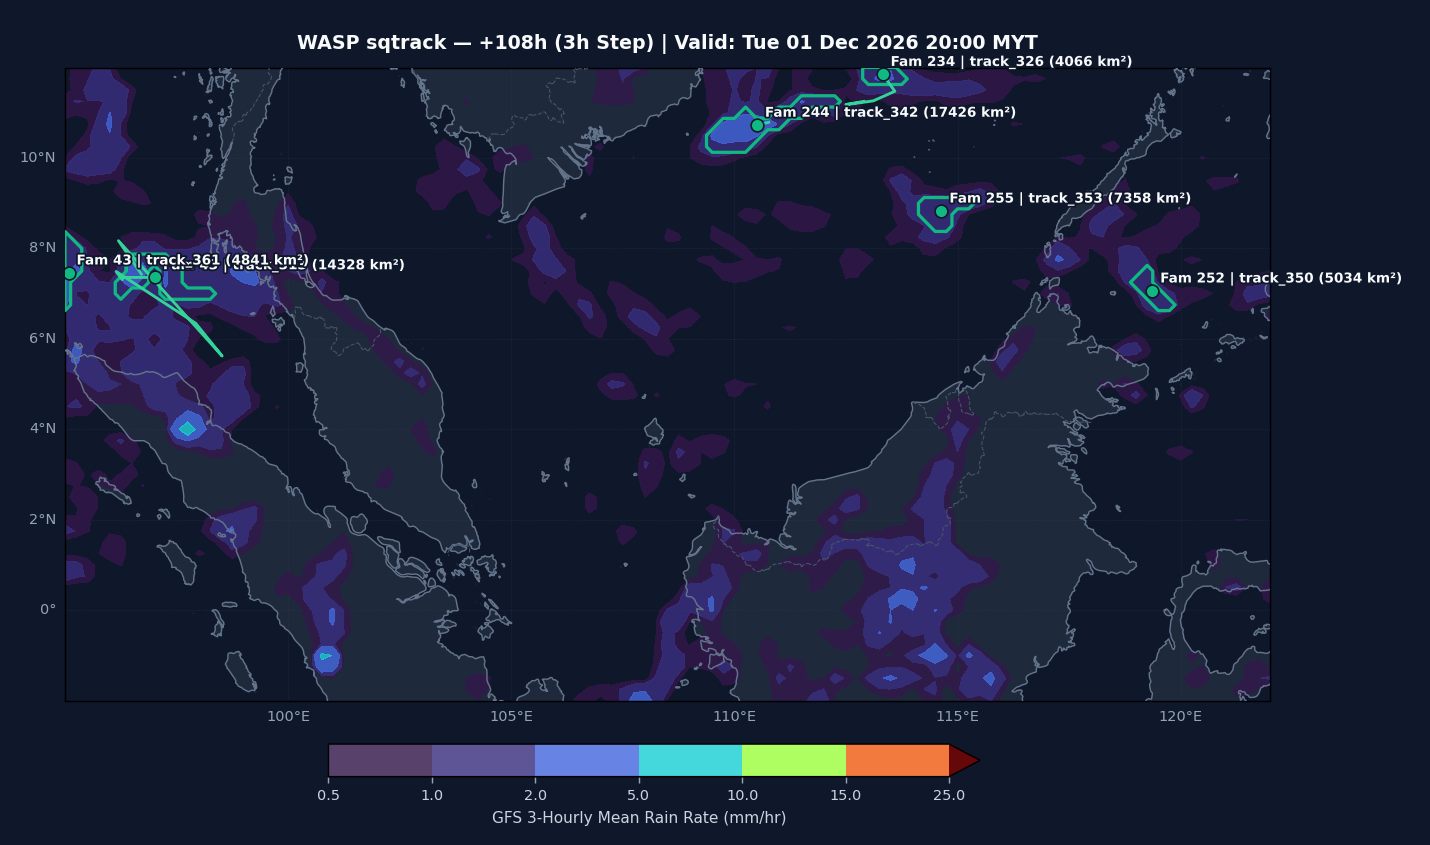 WASP sqtrack — +108h (3h Step) | Valid: Tue 01 Dec 2026 20:00 MYT
Fam 234 | track_326 (4066 km²)
Fam 244 | track_342 (17426 km²)
Fam 255 | track_353 (7358 km²)
Fam 43 | track_361 (4841 km²)
(14328 km²)
Fam 252 | track_350 (5034 km²)
10°N
8°N
6°N
4°N
2°N
0°
100°E
105°E
110°E
115°E
120°E
0.5
1.0
2.0
5.0
10.0
15.0
25.0
GFS 3-Hourly Mean Rain Rate (mm/hr)